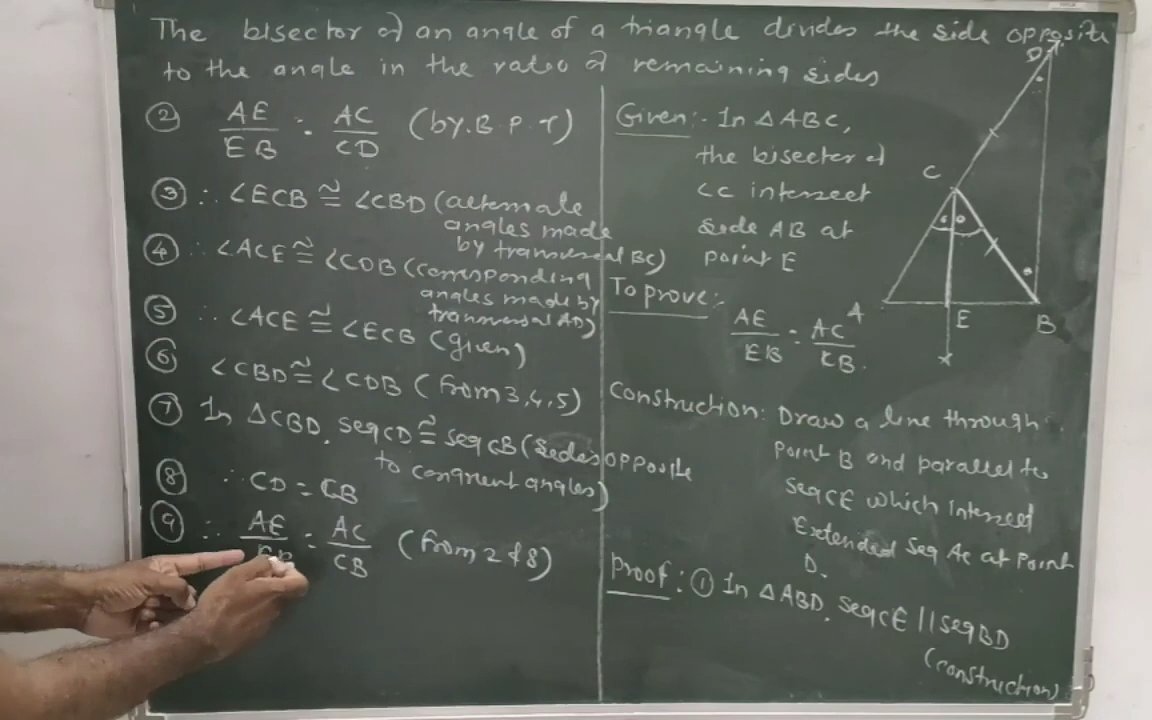 The bisector of an angle of a triangle divides the side opposite
to the angle in the ratio of remaining sides
Given:- In △ABC,
the bisector of
∠C intersect
side AB at
point E
To prove:-
AE/EB = AC/CB.
Construction: Draw a line through
Point B and parallel to
seg CE which intersect
Extended seg AC at Point
D.
Proof: ① In △ABD, seg CE || seg BD
(construction)
② AE/EB = AC/CD (by. B.P.T)
③ ∴ ∠ECB ≅ ∠CBD (alternate
angles made
by transversal BC)
④ ∴ ∠ACE ≅ ∠CDB (corresponding
angles made by
transversal AD)
⑤ ∴ ∠ACE ≅ ∠ECB (given)
⑥ ∠CBD ≅ ∠CDB (from 3,4,5)
⑦ In △CBD, seg CD ≅ seg CB (sides opposite
to congruent angles)
⑧ ∴ CD = CB
⑨ ∴ AE/EB = AC/CB (from 2 & 8)
D
C
A
E
B